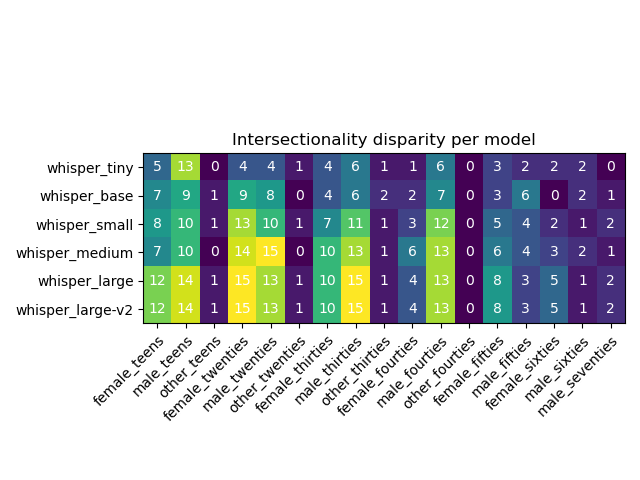 Intersectionality disparity per model
whisper_tiny 5 13 0 4 4 1 4 6 1 1 6 0 3 2 2 2 0
whisper_base 7 9 1 9 8 0 4 6 2 2 7 0 3 6 0 2 1
whisper_small 8 10 1 13 10 1 7 11 1 3 12 0 5 4 2 1 2
whisper_medium 7 10 0 14 15 0 10 13 1 6 13 0 6 4 3 2 1
whisper_large 12 14 1 15 13 1 10 15 1 4 13 0 8 3 5 1 2
whisper_large-v2 12 14 1 15 13 1 10 15 1 4 13 0 8 3 5 1 2
female_teens
male_teens
other_teens
female_twenties
male_twenties
other_twenties
female_thirties
male_thirties
other_thirties
female_fourties
male_fourties
other_fourties
female_fifties
male_fifties
female_sixties
male_sixties
male_seventies